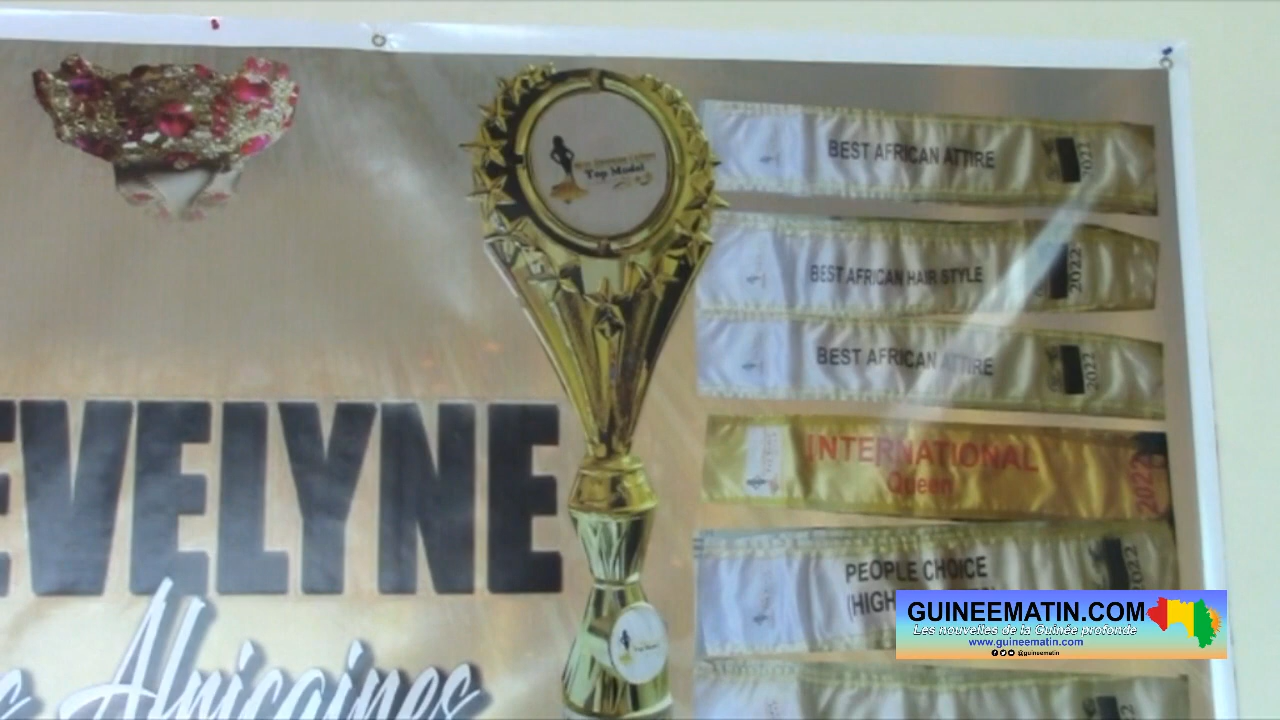 BEST AFRICAN ATTIRE 2022
BEST AFRICAN HAIR STYLE 2022
BEST AFRICAN ATTIRE 2022
INTERNATIONAL
Queen 2022
PEOPLE CHOICE 2022
Top Model
EVELYNE
Africaines
GUINEEMATIN.COM
Les nouvelles de la Guinée profonde
www.guineematin.com
@guineematin